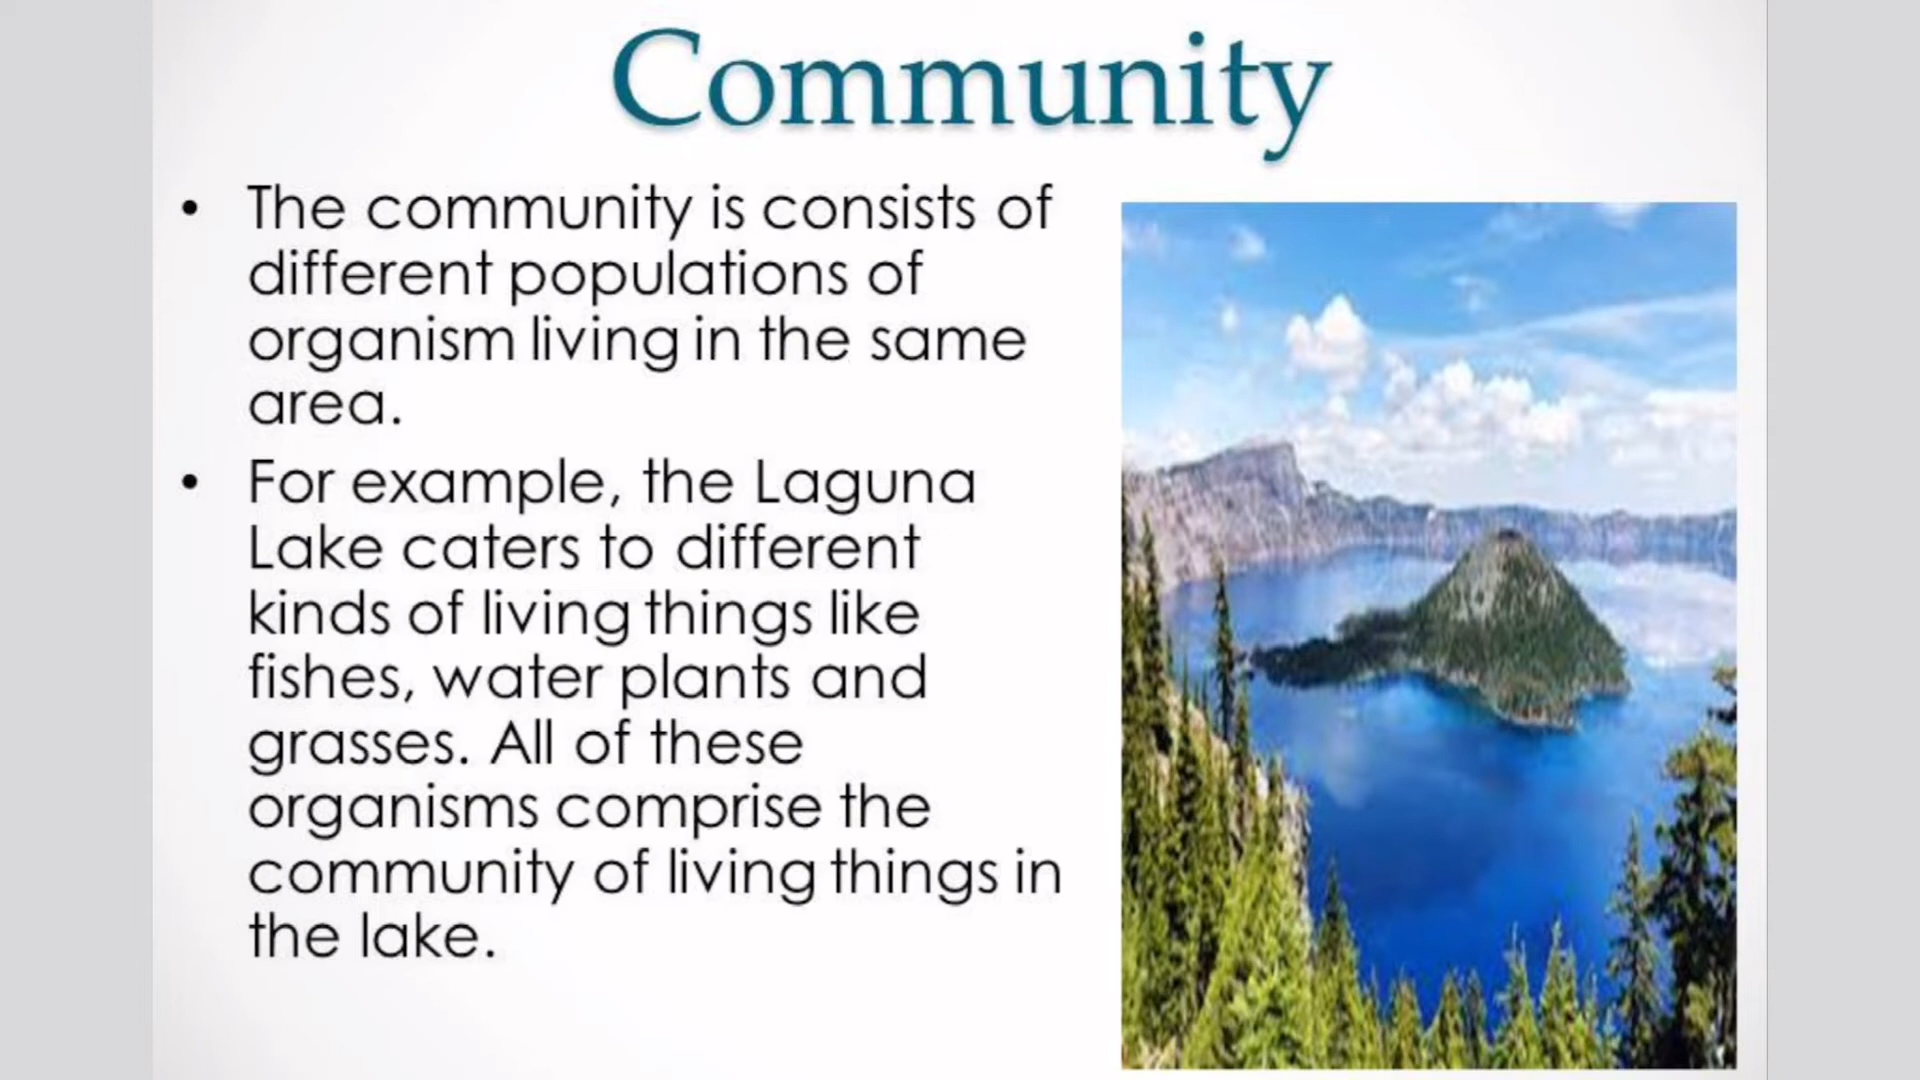 Community
• The community is consists of
different populations of
organism living in the same
area.
• For example, the Laguna
Lake caters to different
kinds of living things like
fishes, water plants and
grasses. All of these
organisms comprise the
community of living things in
the lake.